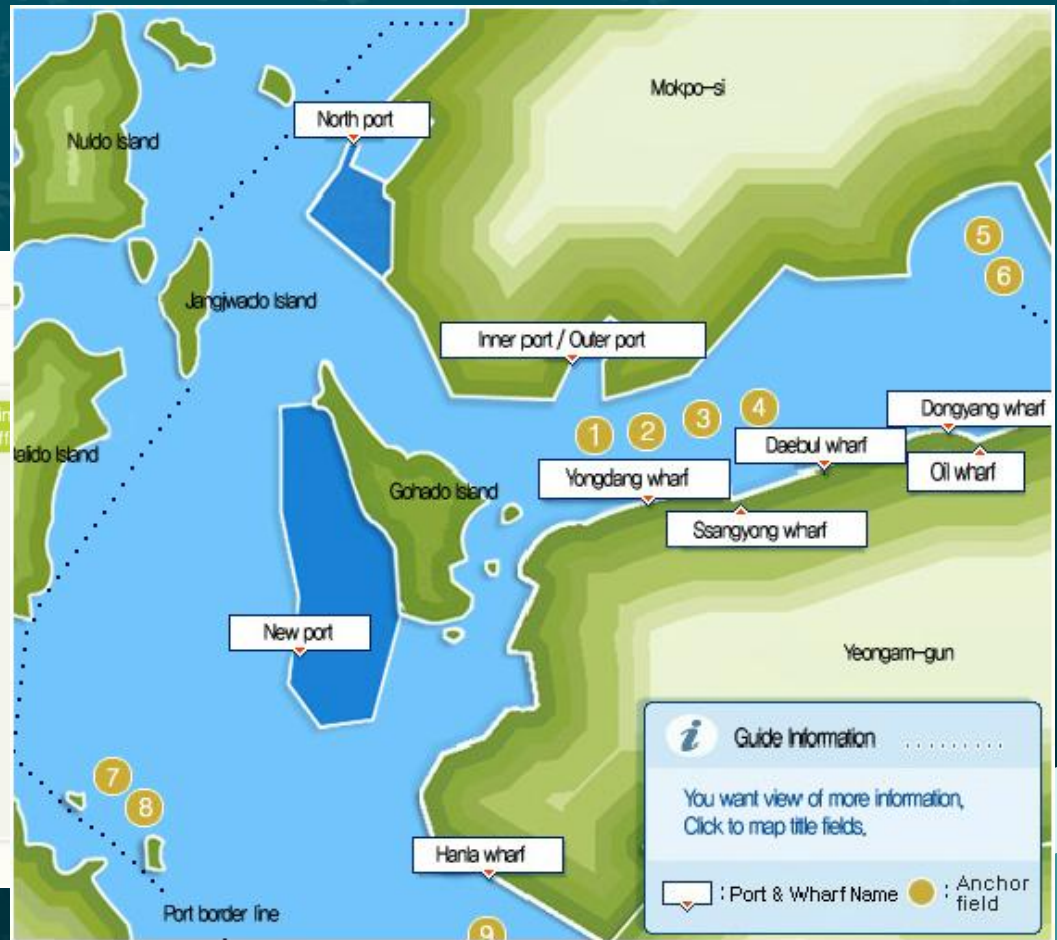 Mokpo-si
North port
Nuldo Island
5
6
Jangjwado Island
Inner port / Outer port
1
2
3
4
Dongyang wharf
Daebul wharf
Oil wharf
Yongdang wharf
Gohado Island
Ssangyong wharf
New port
Yeongam-gun
Guide Information .........
You want view of more information,
Click to map title fields,
7
8
Hanla wharf
: Port & Wharf Name
: Anchor
field
Port border line
9